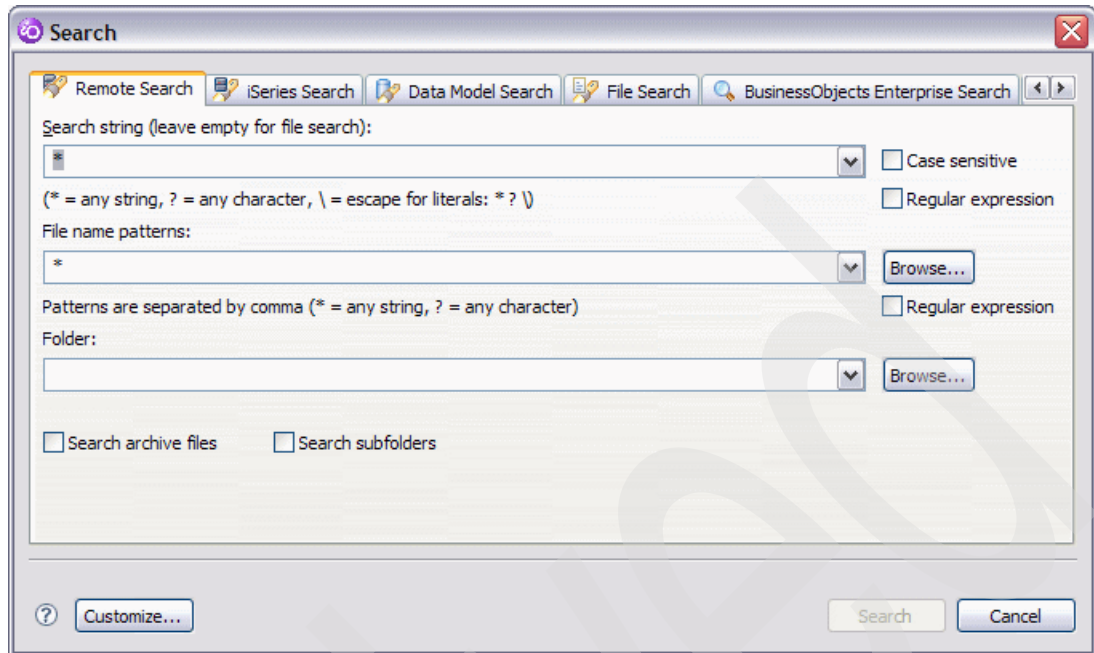 Search
Remote Search iSeries Search Data Model Search File Search BusinessObjects Enterprise Search
Search string (leave empty for file search):
* Case sensitive
(* = any string, ? = any character, \ = escape for literals: * ? \) Regular expression
File name patterns:
* Browse...
Patterns are separated by comma (* = any string, ? = any character) Regular expression
Folder:
Browse...
Search archive files Search subfolders
? Customize... Search Cancel